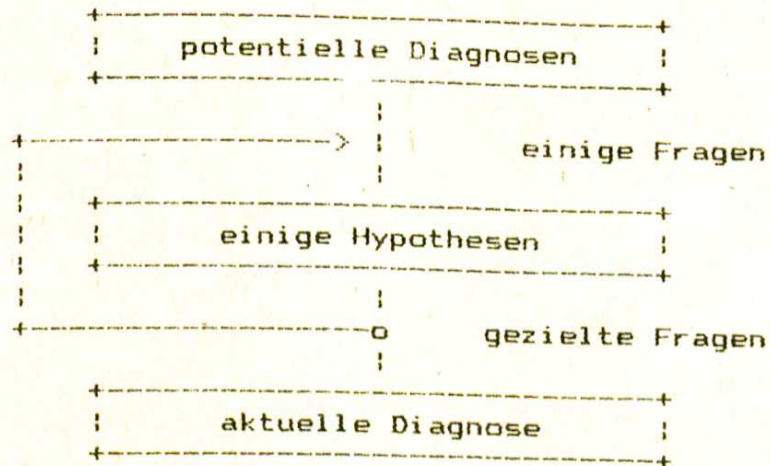 potentielle Diagnosen
einige Fragen
einige Hypothesen
gezielte Fragen
aktuelle Diagnose